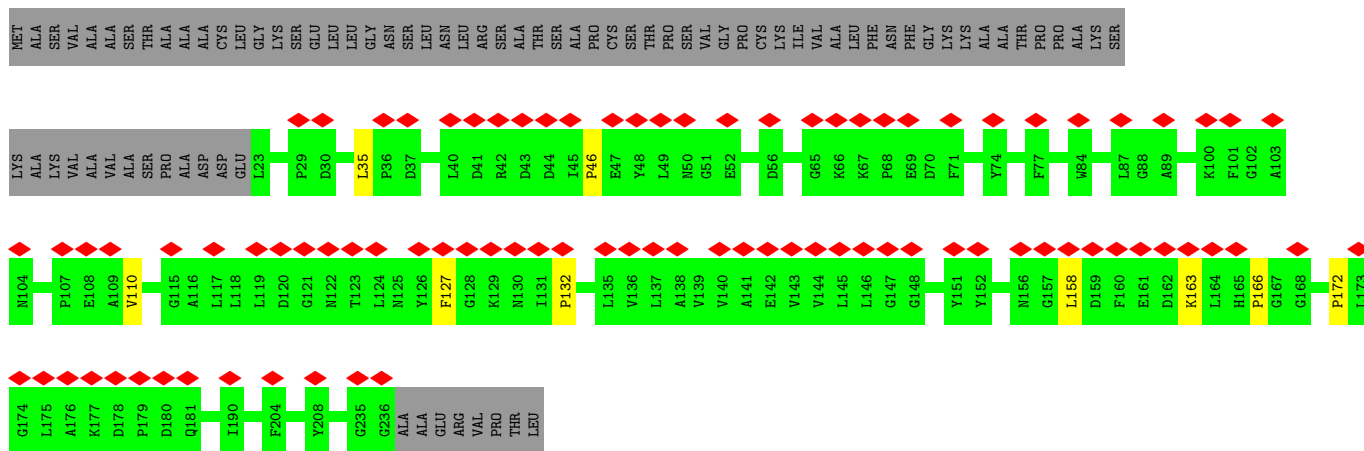 MET ALA SER VAL ALA ALA SER THR ALA ALA ALA CYS LEU GLY LYS SER GLU LEU LEU GLY ASN SER LEU ASN LEU ARG SER ALA THR SER ALA PRO CYS SER THR PRO SER VAL GLY PRO CYS LYS ILE VAL ALA LEU PHE ASN PHE GLY LYS LYS ALA ALA THR PRO PRO ALA LYS SER
LYS ALA LYS VAL ALA VAL ALA SER PRO ALA ASP ASP GLU L23 P29 D30 L35 P36 D37 L40 D41 R42 D43 D44 I45 P46 E47 Y48 L49 N50 G51 E52 D56 G65 K66 K67 P68 E69 D70 F71 Y74 F77 W84 L87 G88 A89 K100 F101 G102 A103
N104 P107 E108 A109 V110 G115 A116 L117 L118 L119 D120 G121 N122 T123 L124 N125 Y126 F127 G128 K129 N130 I131 P132 L135 V136 L137 A138 V139 V140 A141 E142 V143 V144 L145 L146 G147 G148 Y151 Y152 N156 G157 L158 D159 F160 E161 D162 K163 L164 H165 P166 G167 G168 P172 L173
G174 L175 A176 K177 D178 P179 D180 Q181 I190 F204 Y208 G235 G236 ALA ALA GLU ARG VAL PRO THR LEU